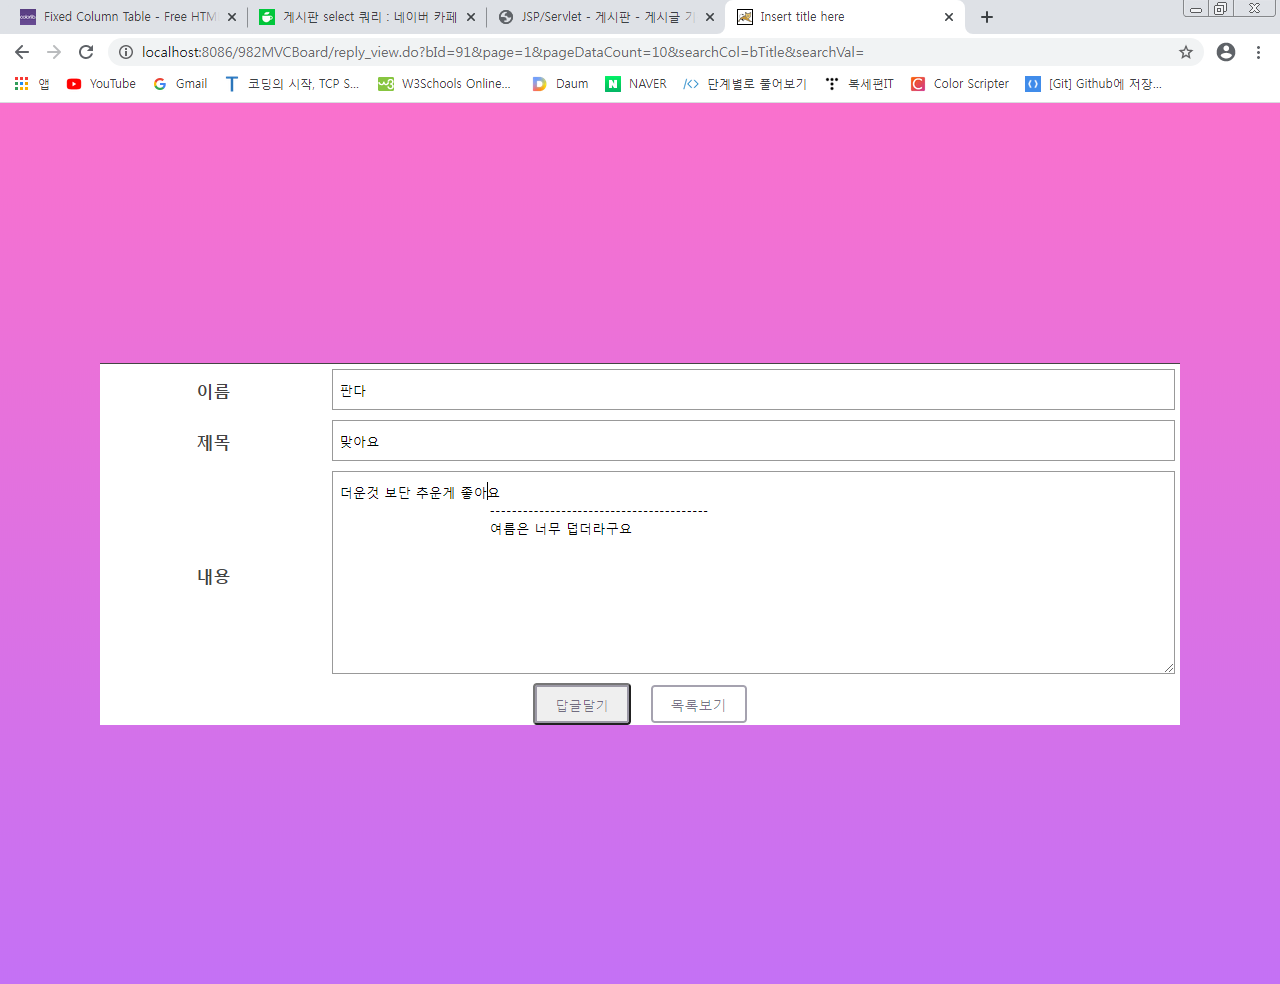 Fixed Column Table - Free HTM
게시판 select 쿼리 : 네이버 카페
JSP/Servlet - 게시판 - 게시글 기
Insert title here
localhost:8086/982MVCBoard/reply_view.do?bId=91&page=1&pageDataCount=10&searchCol=bTitle&searchVal=
앱 YouTube Gmail 코딩의 시작, TCP S... W3Schools Online... Daum NAVER 단계별로 풀어보기 복세편IT Color Scripter [Git] Github에 저장...
이름 판다
제목 맞아요
더운것 보단 추운게 좋아요
----------------------------------------
여름은 너무 덥더라구요
내용
답글달기 목록보기